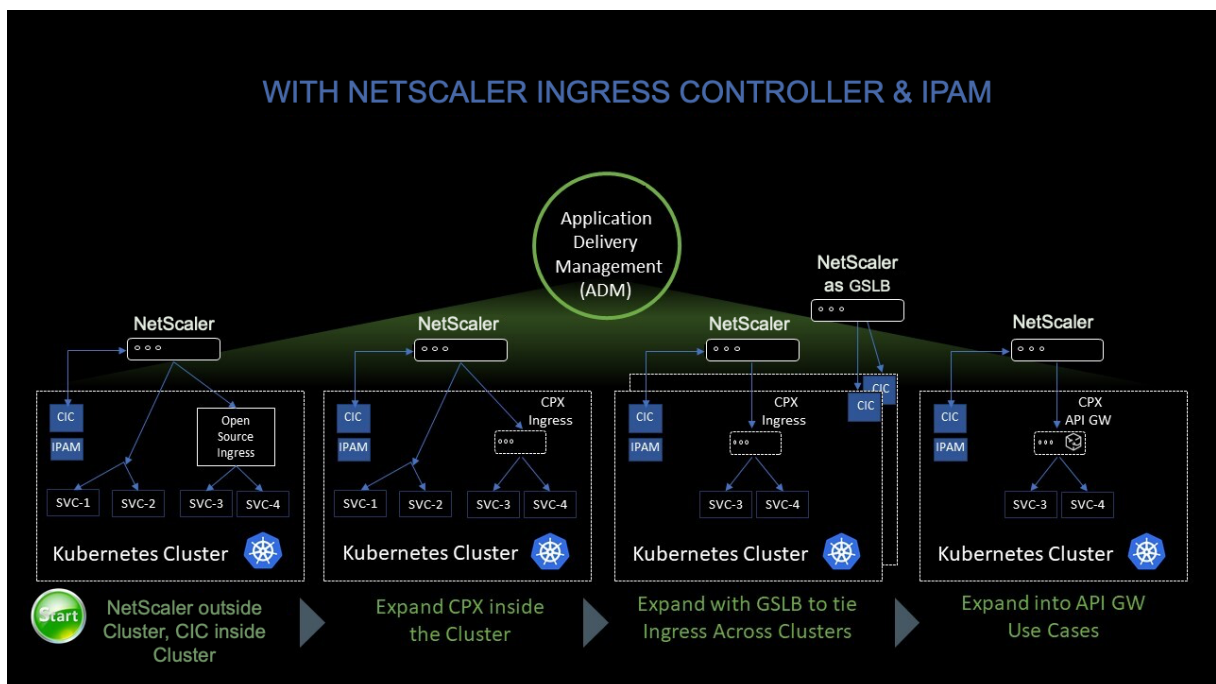 WITH NETSCALER INGRESS CONTROLLER & IPAM
Application
Delivery
Management
(ADM)
NetScaler
as GSLB
NetScaler
NetScaler
NetScaler
NetScaler
CIC
IPAM
Open
Source
Ingress
SVC-1
SVC-2
SVC-3
SVC-4
Kubernetes Cluster
CIC
IPAM
CPX
Ingress
SVC-1
SVC-2
SVC-3
SVC-4
Kubernetes Cluster
CIC
IPAM
CPX
Ingress
CIC
CIC
SVC-3
SVC-4
Kubernetes Cluster
CIC
IPAM
CPX
API GW
SVC-3
SVC-4
Kubernetes Cluster
Start
NetScaler outside
Cluster, CIC inside
Cluster
Expand CPX inside
the Cluster
Expand with GSLB to tie
Ingress Across Clusters
Expand into API GW
Use Cases